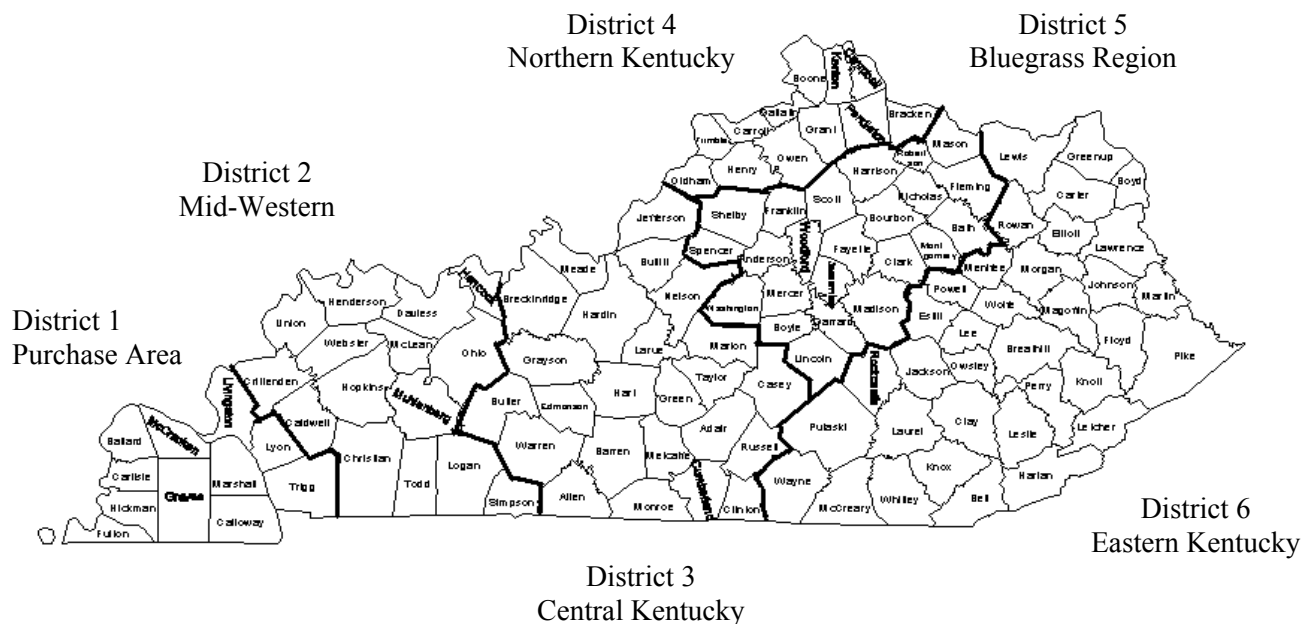 District 4
Northern Kentucky
District 5
Bluegrass Region
District 2
Mid-Western
District 1
Purchase Area
District 6
Eastern Kentucky
District 3
Central Kentucky
Boone
Kenton
Campbell
Gallatin
Carroll
Trimble
Grant
Pendleton
Bracken
Owen
Henry
Oldham
Robertson
Mason
Lewis
Greenup
Boyd
Carter
Harrison
Fleming
Nicholas
Rowan
Elliott
Lawrence
Jefferson
Shelby
Franklin
Scott
Bourbon
Bath
Spencer
Anderson
Woodford
Fayette
Clark
Mont
gomery
Menifee
Morgan
Johnson
Martin
Meade
Bullitt
Nelson
Washington
Mercer
Jessamine
Madison
Powell
Wolfe
Magoffin
Hancock
Breckinridge
Hardin
Boyle
Garrard
Estill
Lee
Breathitt
Floyd
Pike
Henderson
Daviess
Union
Webster
McLean
Ohio
Grayson
Larue
Marion
Lincoln
Rockcastle
Jackson
Owsley
Perry
Knott
Crittenden
Hopkins
Muhlenberg
Butler
Edmonson
Hart
Green
Taylor
Casey
Pulaski
Laurel
Clay
Leslie
Letcher
Livingston
Caldwell
Warren
Barren
Metcalfe
Adair
Russell
Knox
Harlan
McCracken
Ballard
Lyon
Christian
Todd
Logan
Simpson
Allen
Monroe
Cumberland
Clinton
Wayne
McCreary
Whitley
Bell
Carlisle
Graves
Marshall
Trigg
Hickman
Calloway
Fulton